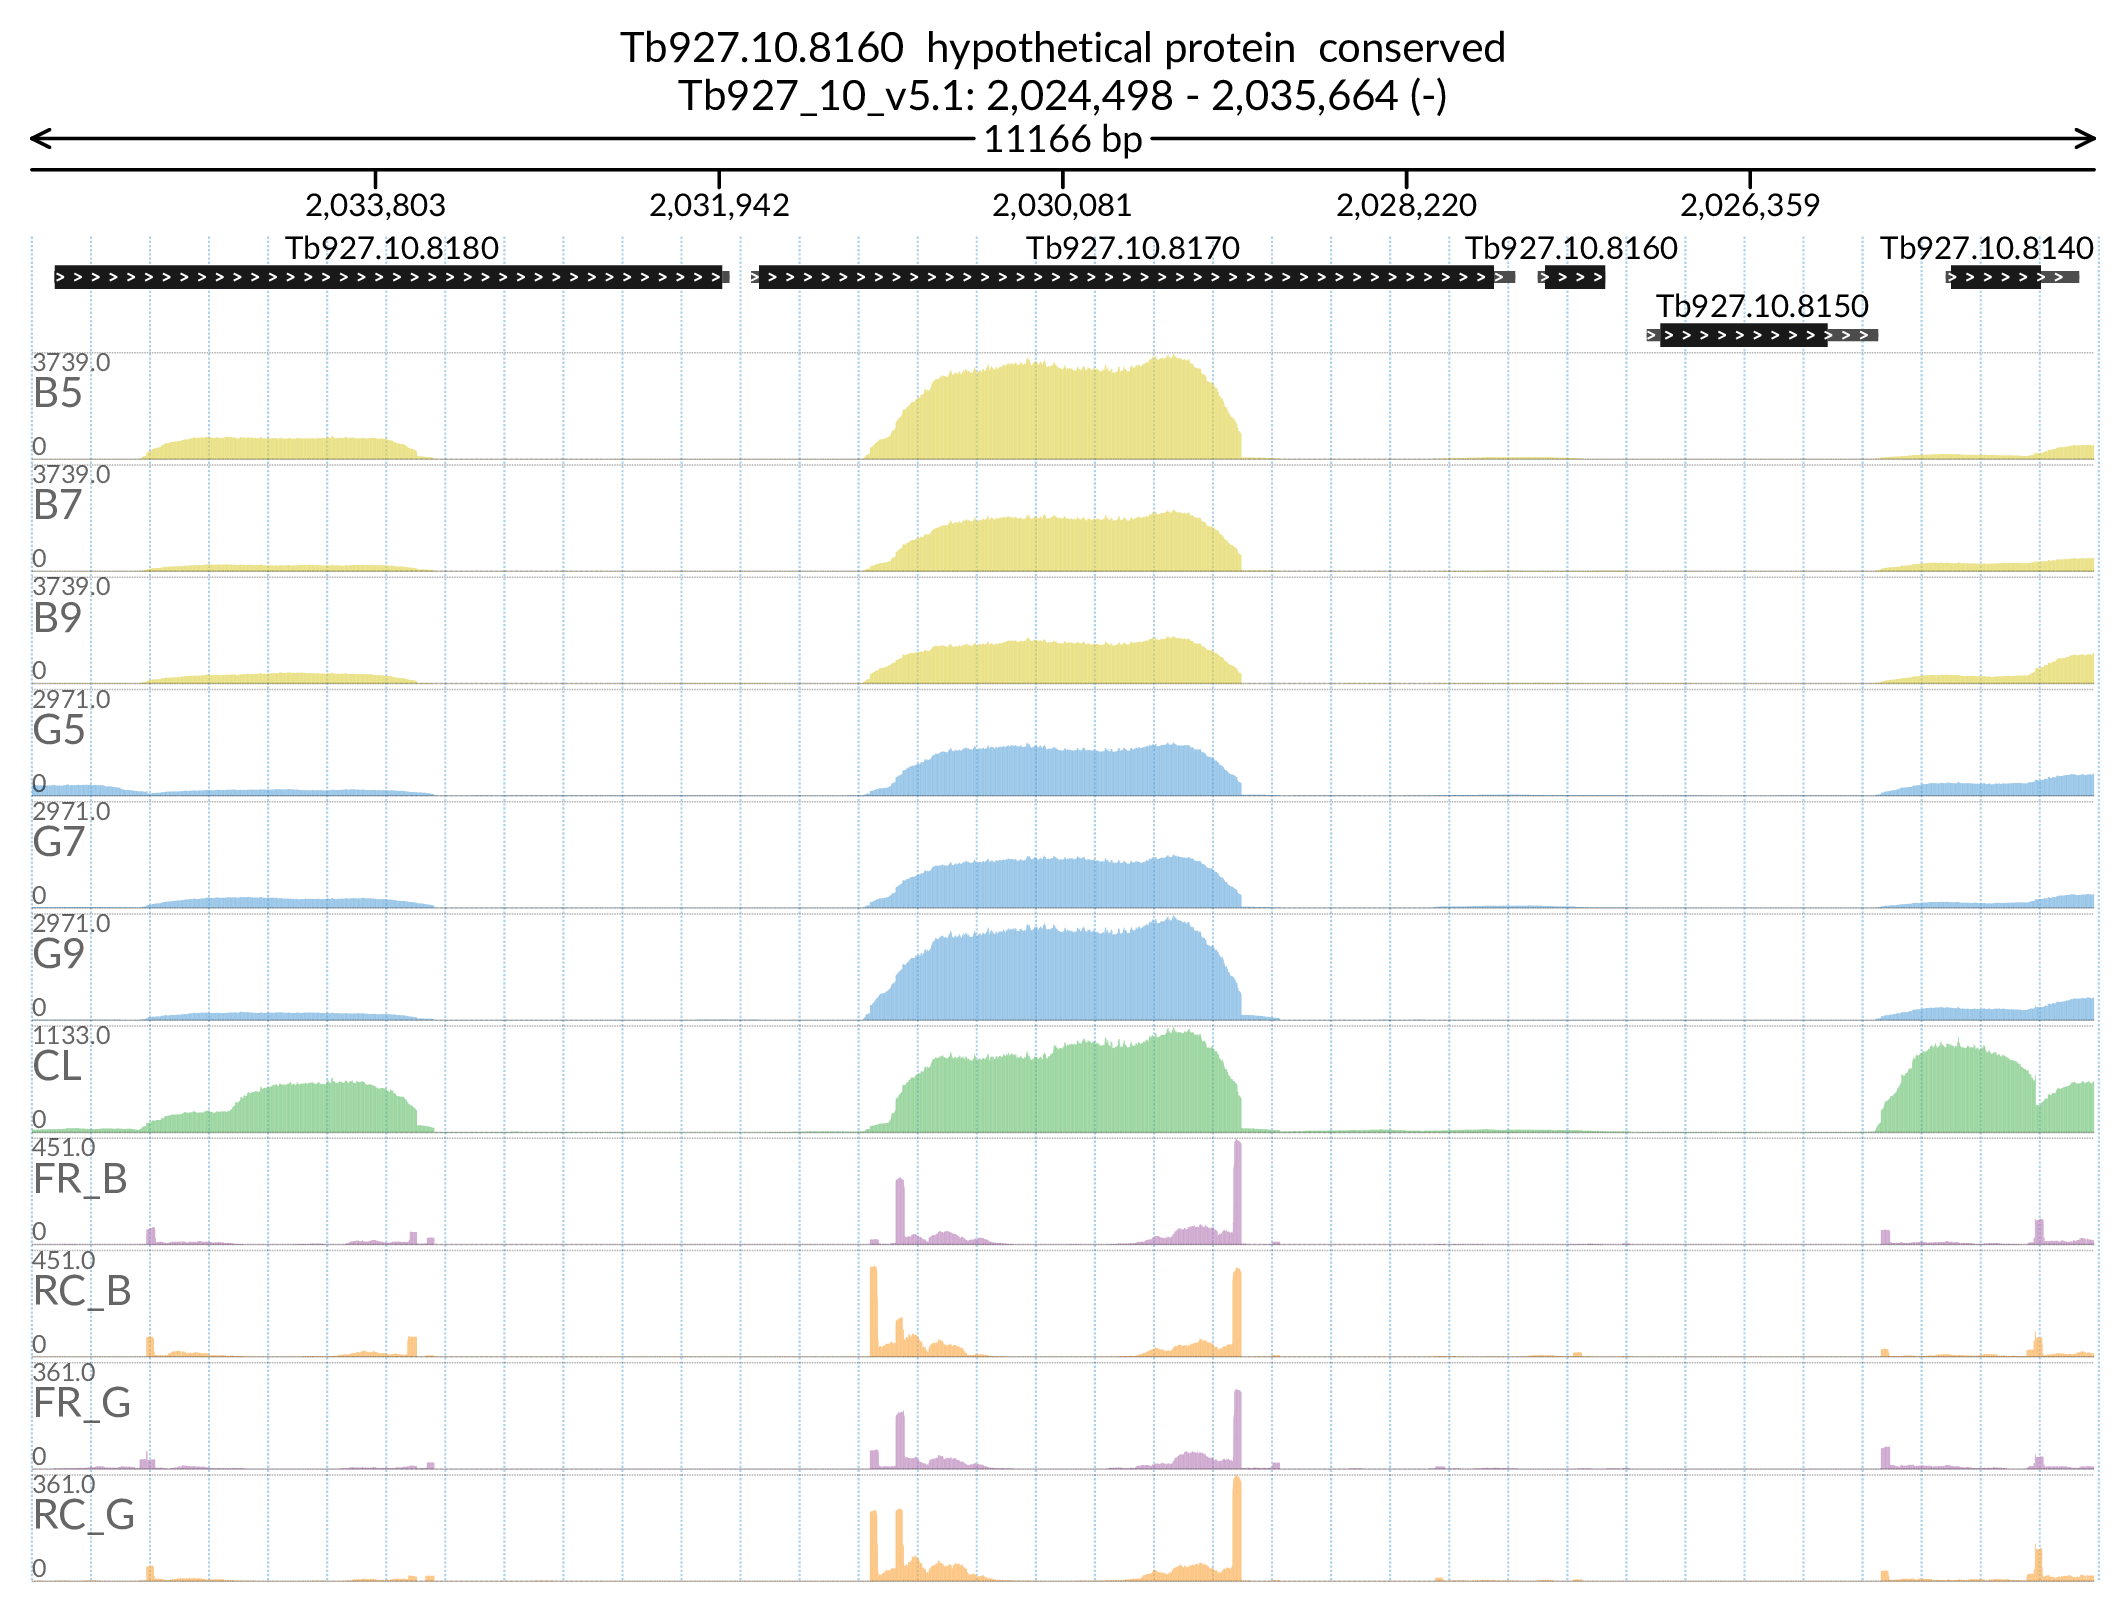 Tb927.10.8160  hypothetical protein  conserved
Tb927_10_v5.1: 2,024,498 - 2,035,664 (-)
11166 bp
2,033,803 2,031,942 2,030,081 2,028,220 2,026,359
Tb927.10.8180 Tb927.10.8170 Tb927.10.8160 Tb927.10.8140
Tb927.10.8150
3739.0
B5
0
3739.0
B7
0
3739.0
B9
0
2971.0
G5
0
2971.0
G7
0
2971.0
G9
0
1133.0
CL
0
451.0
FR_B
0
451.0
RC_B
0
361.0
FR_G
0
361.0
RC_G
0